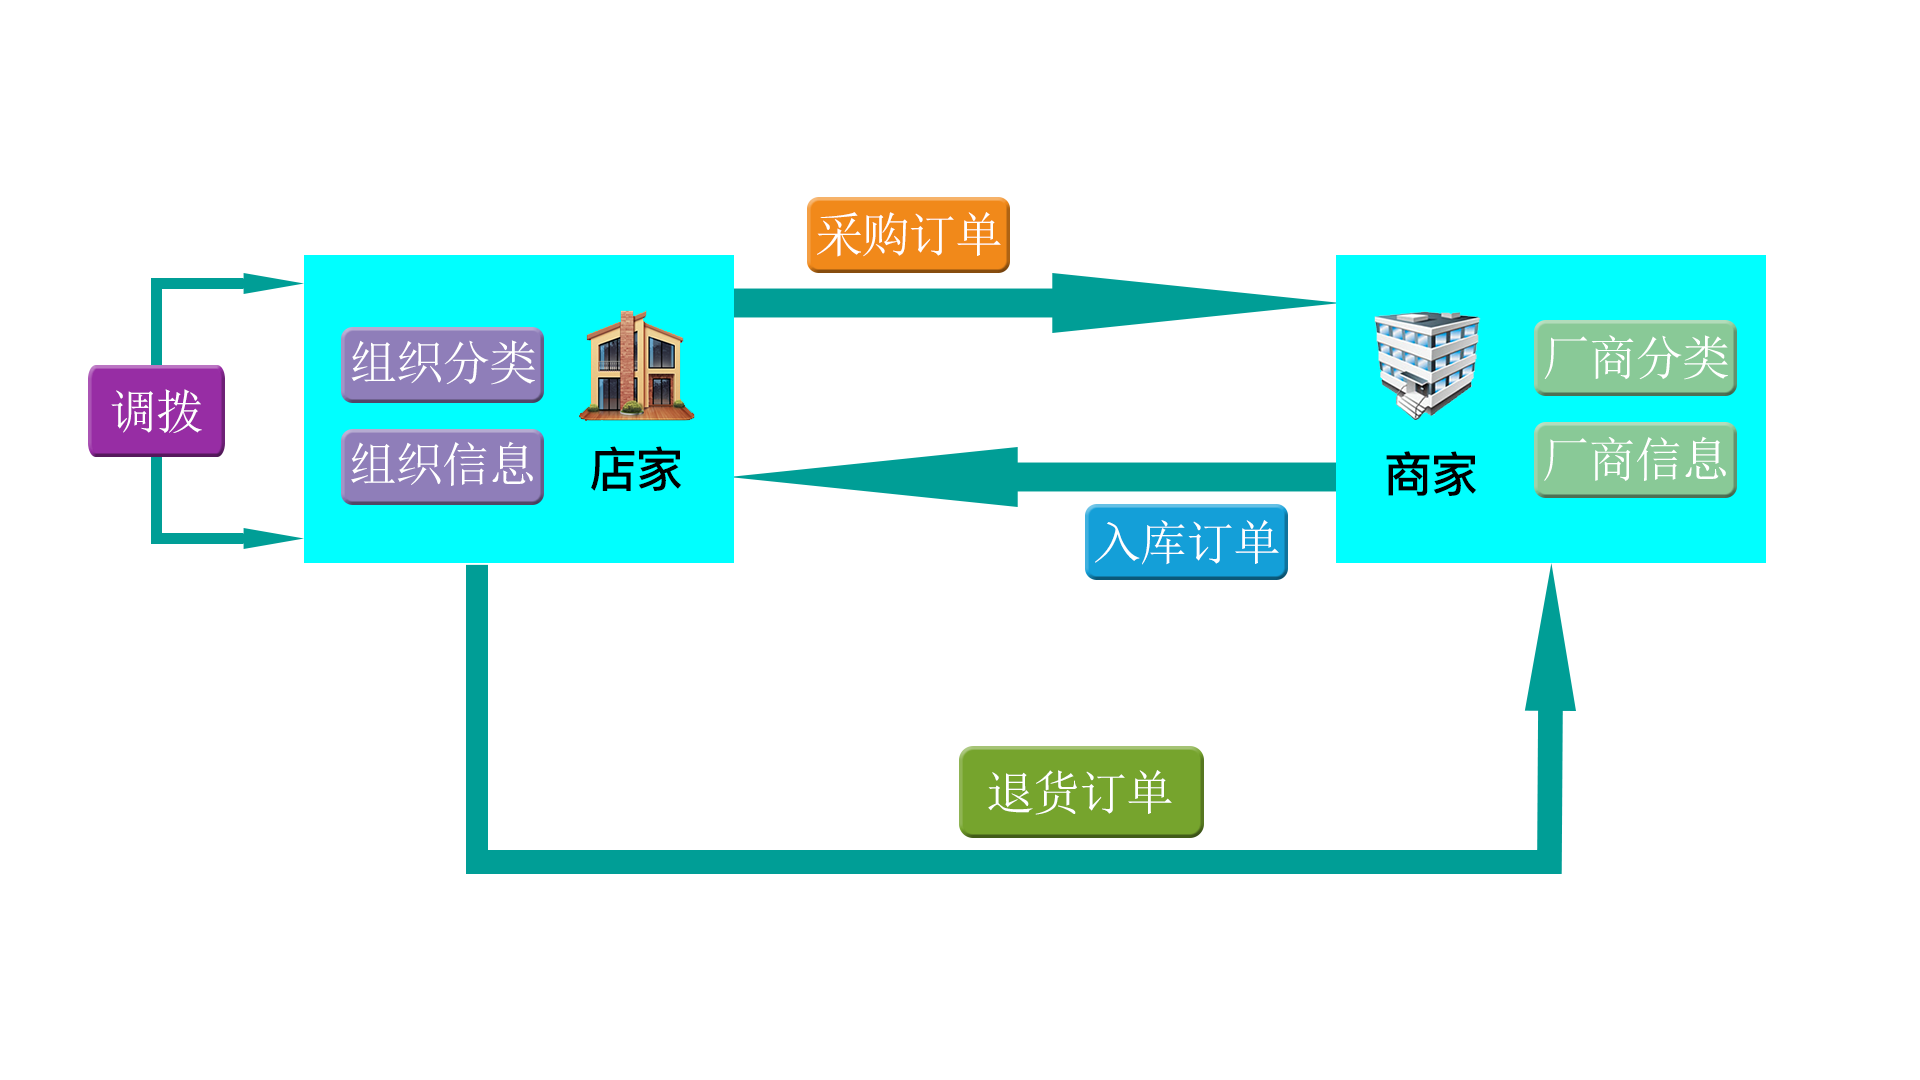 采购订单
调拨
组织分类
组织信息
店家
商家
厂商分类
厂商信息
入库订单
退货订单